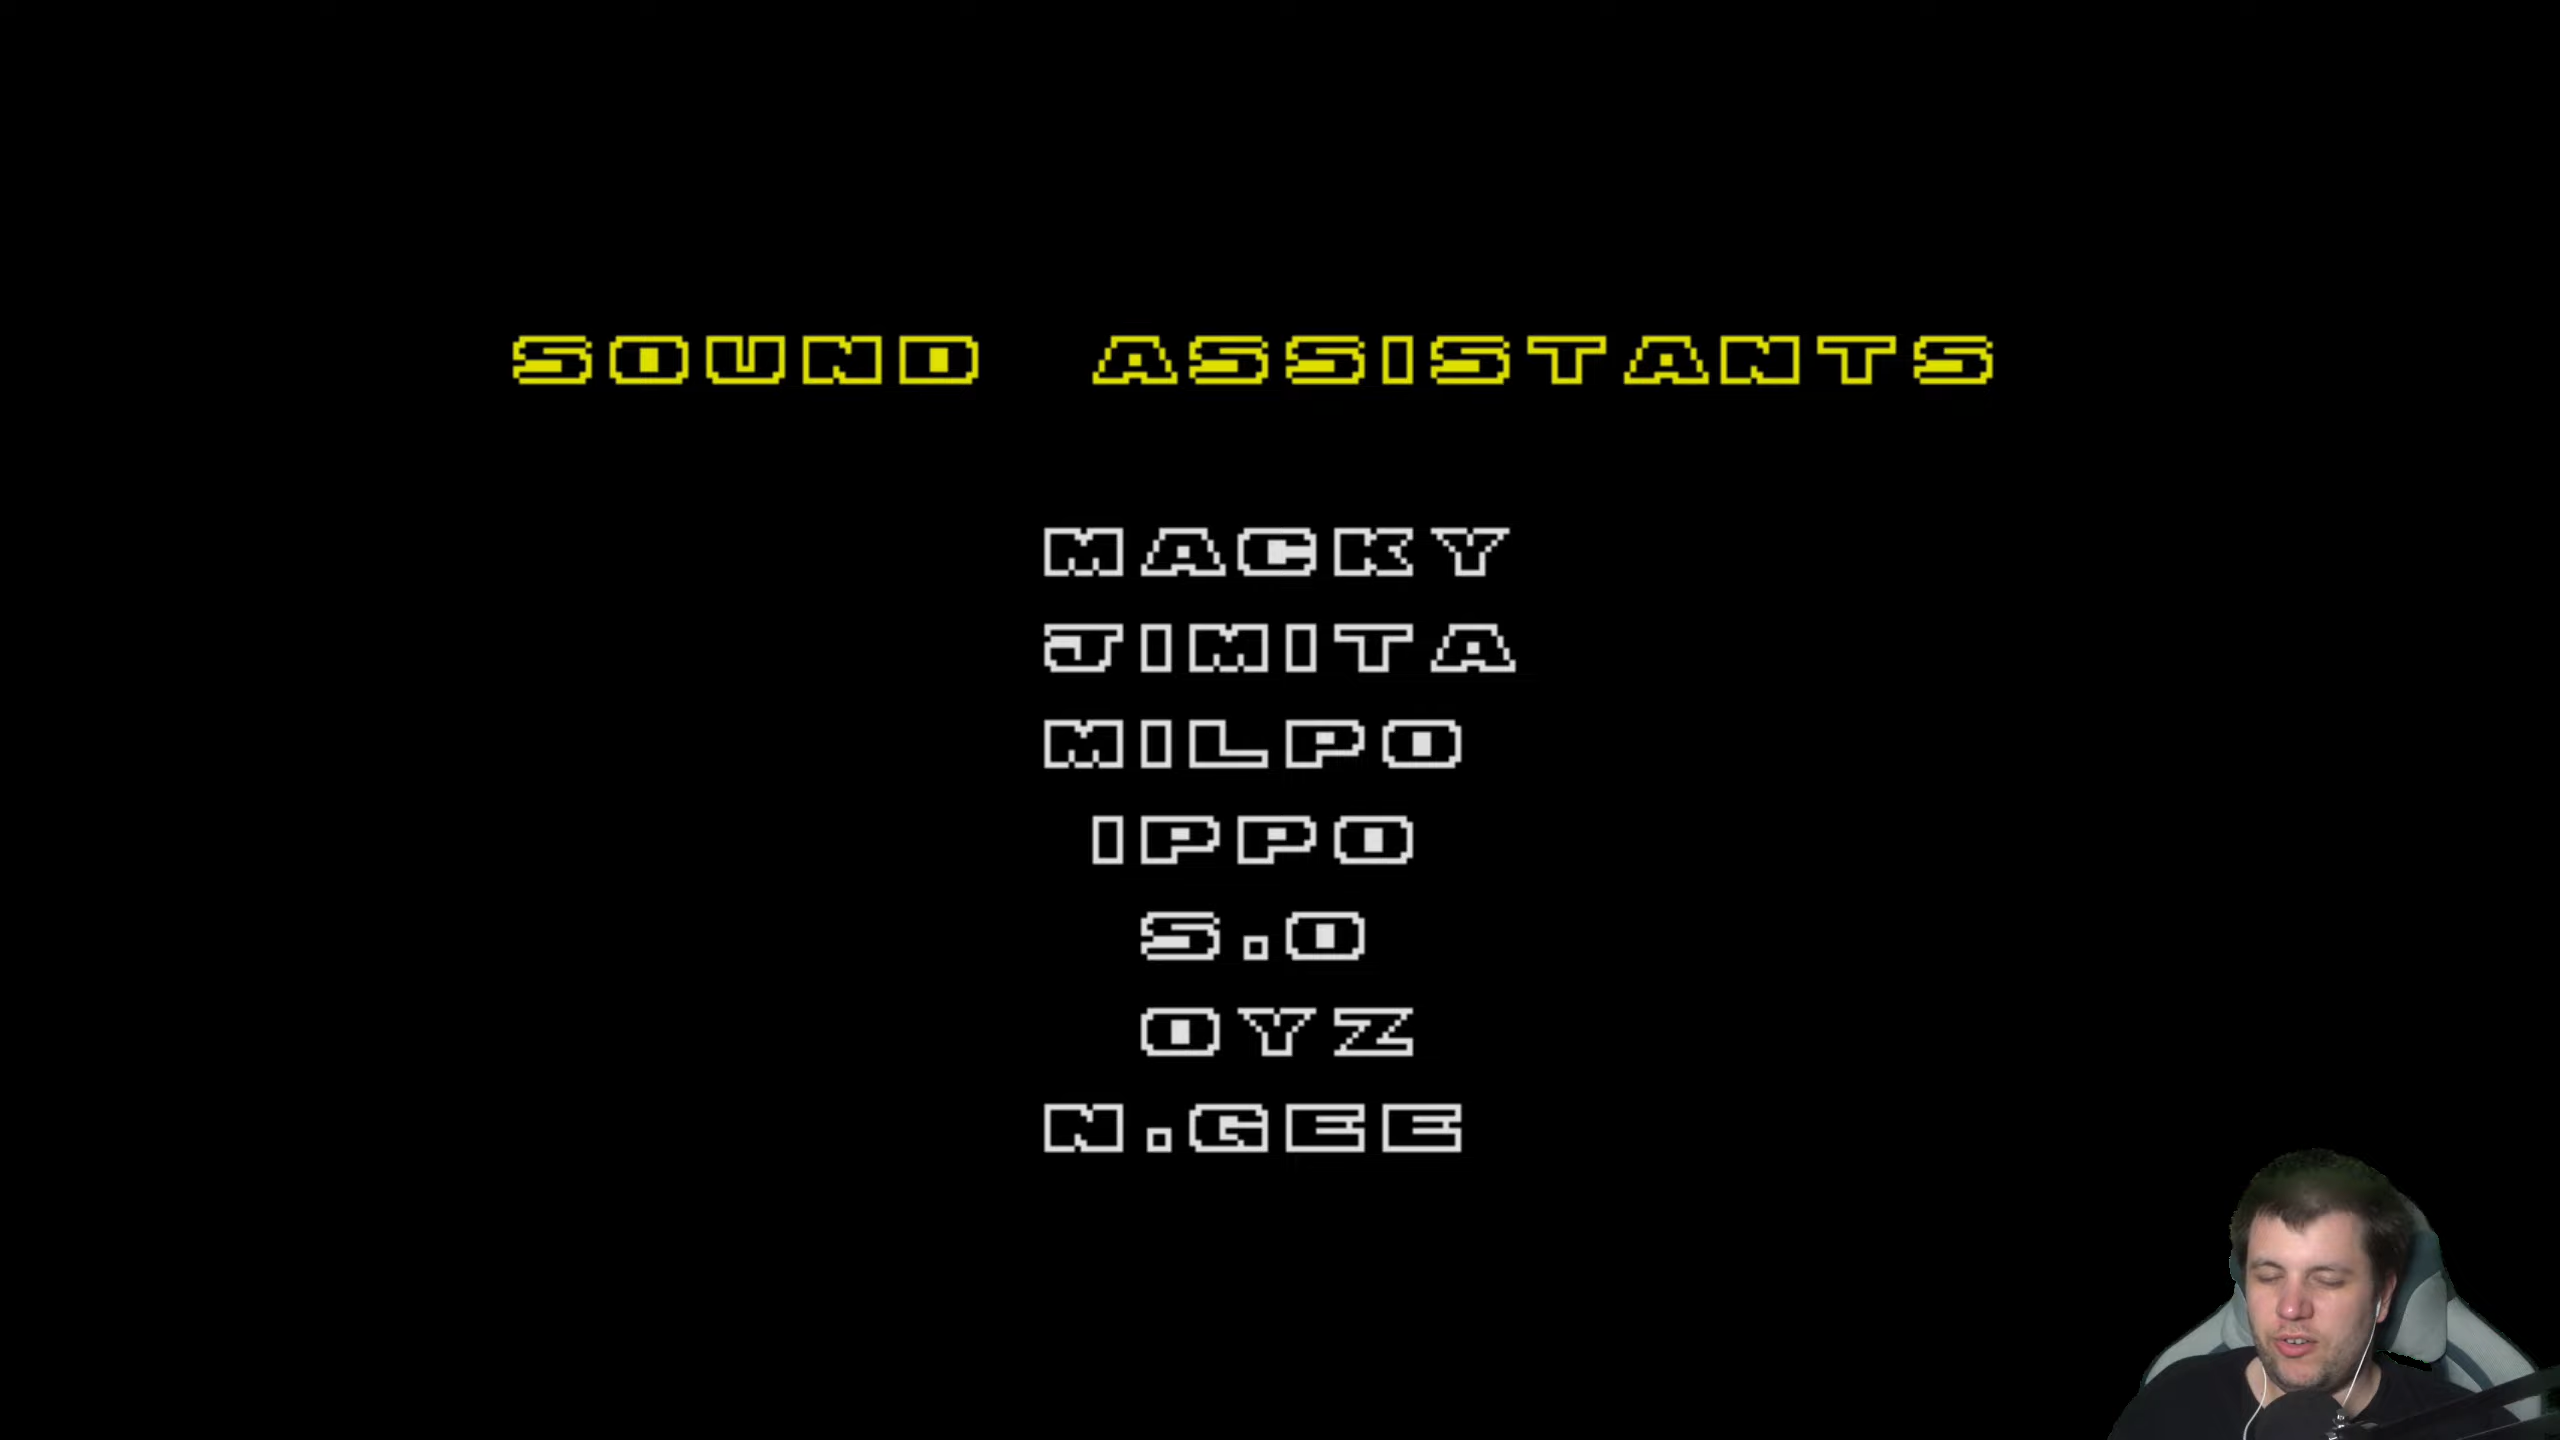 SOUND ASSISTANTS
MACKY
JIMITA
MILPO
IPPO
S.O
OYZ
N.GEE